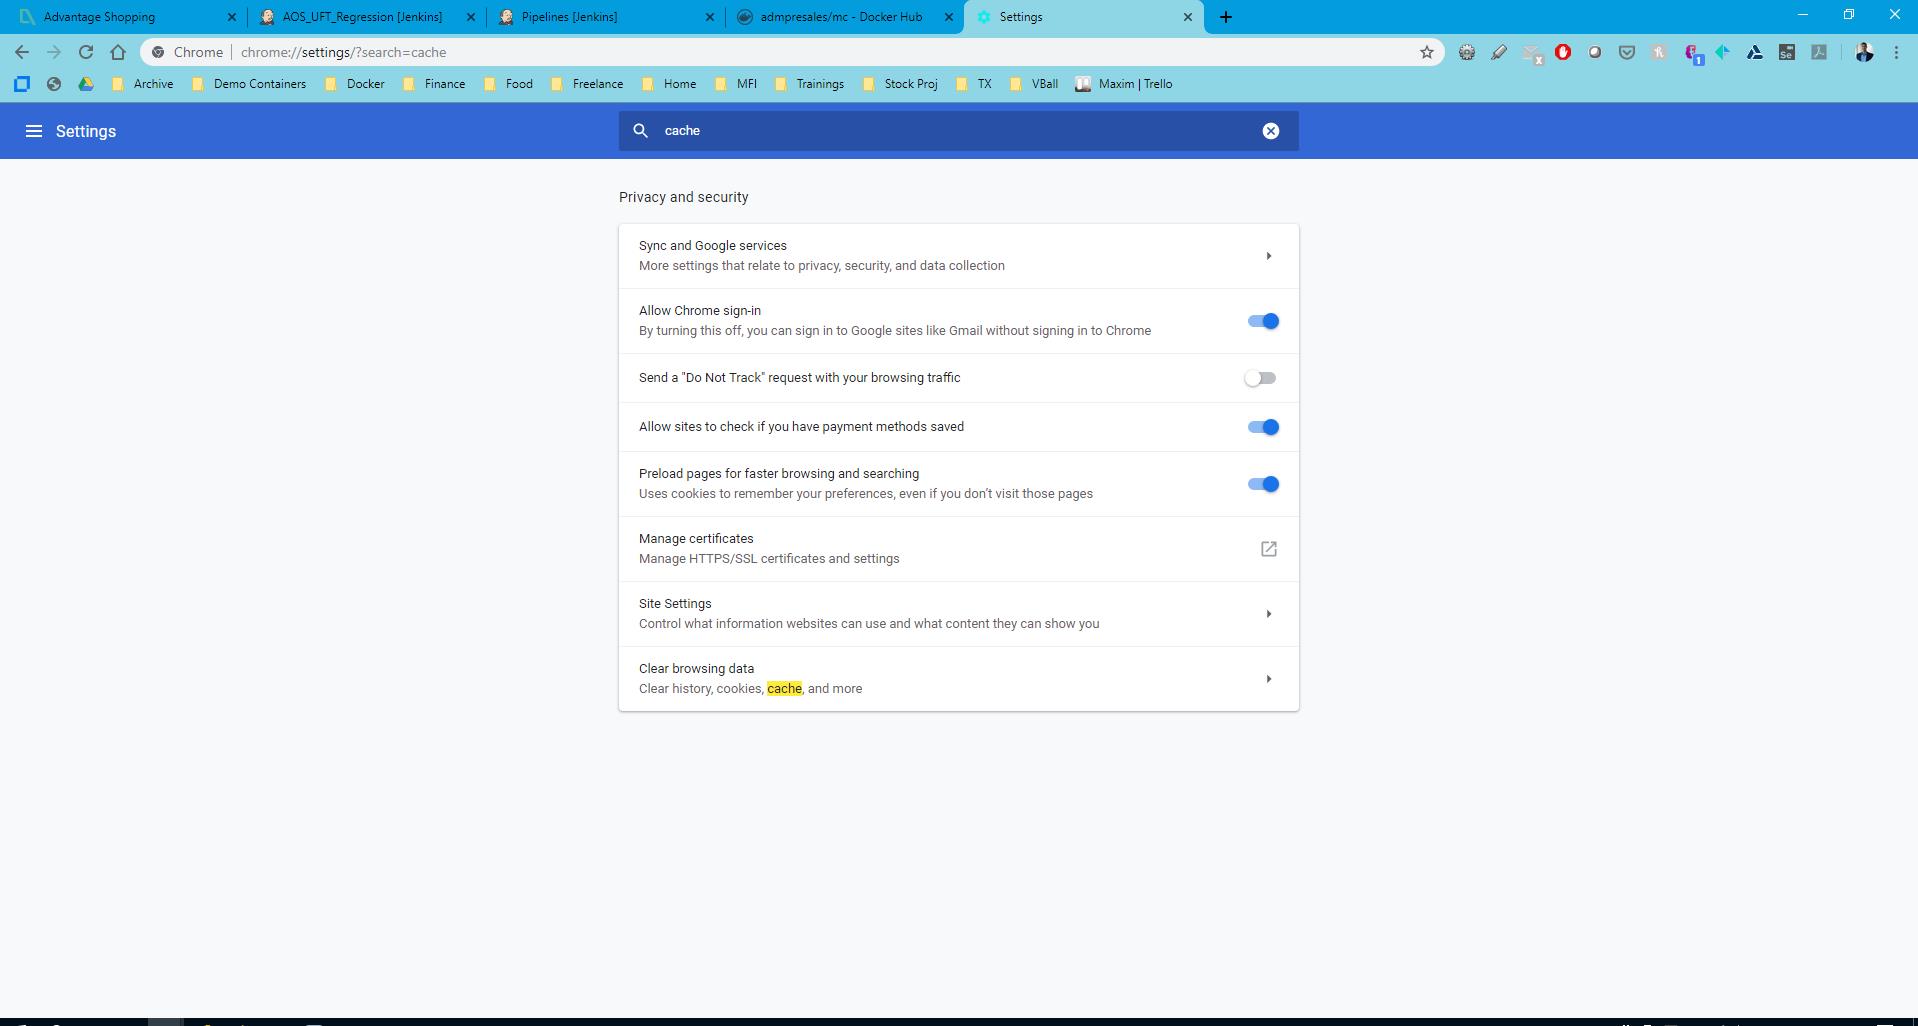 Advantage Shopping
AOS_UFT_Regression [Jenkins]
Pipelines [Jenkins]
admpresales/mc - Docker Hub
Settings
Chrome
chrome://settings/?search=cache
x
1
Se
Archive
Demo Containers
Docker
Finance
Food
Freelance
Home
MFI
Trainings
Stock Proj
TX
VBall
Maxim | Trello
Settings
cache
Privacy and security
Sync and Google services
More settings that relate to privacy, security, and data collection
Allow Chrome sign-in
By turning this off, you can sign in to Google sites like Gmail without signing in to Chrome
Send a "Do Not Track" request with your browsing traffic
Allow sites to check if you have payment methods saved
Preload pages for faster browsing and searching
Uses cookies to remember your preferences, even if you don’t visit those pages
Manage certificates
Manage HTTPS/SSL certificates and settings
Site Settings
Control what information websites can use and what content they can show you
Clear browsing data
Clear history, cookies, cache, and more